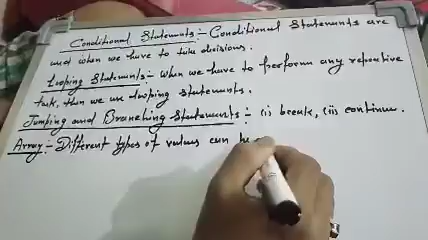 Conditional Statements :- Conditional Statements are
used when we have to take decisions.
Looping Statements :- When we have to perform any repeatative
task, then we use looping statements.
Jumping and Branching Statements :- (i) break, (ii) continue.
Array :- Different types of values can be